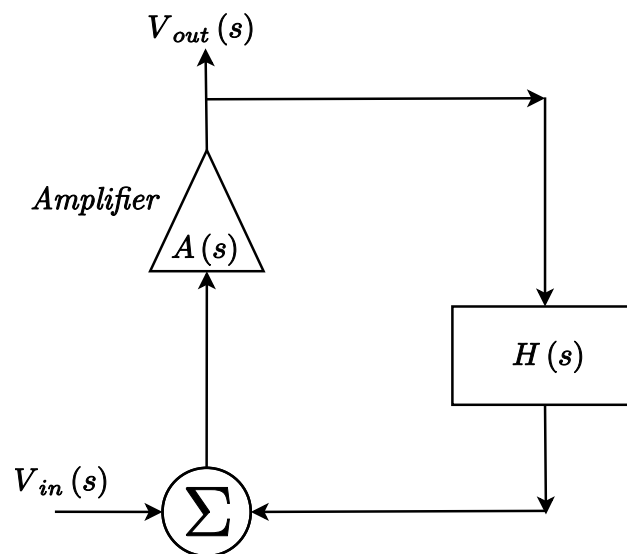 V_out (s)
Amplifier
A (s)
H (s)
V_in (s)
Σ